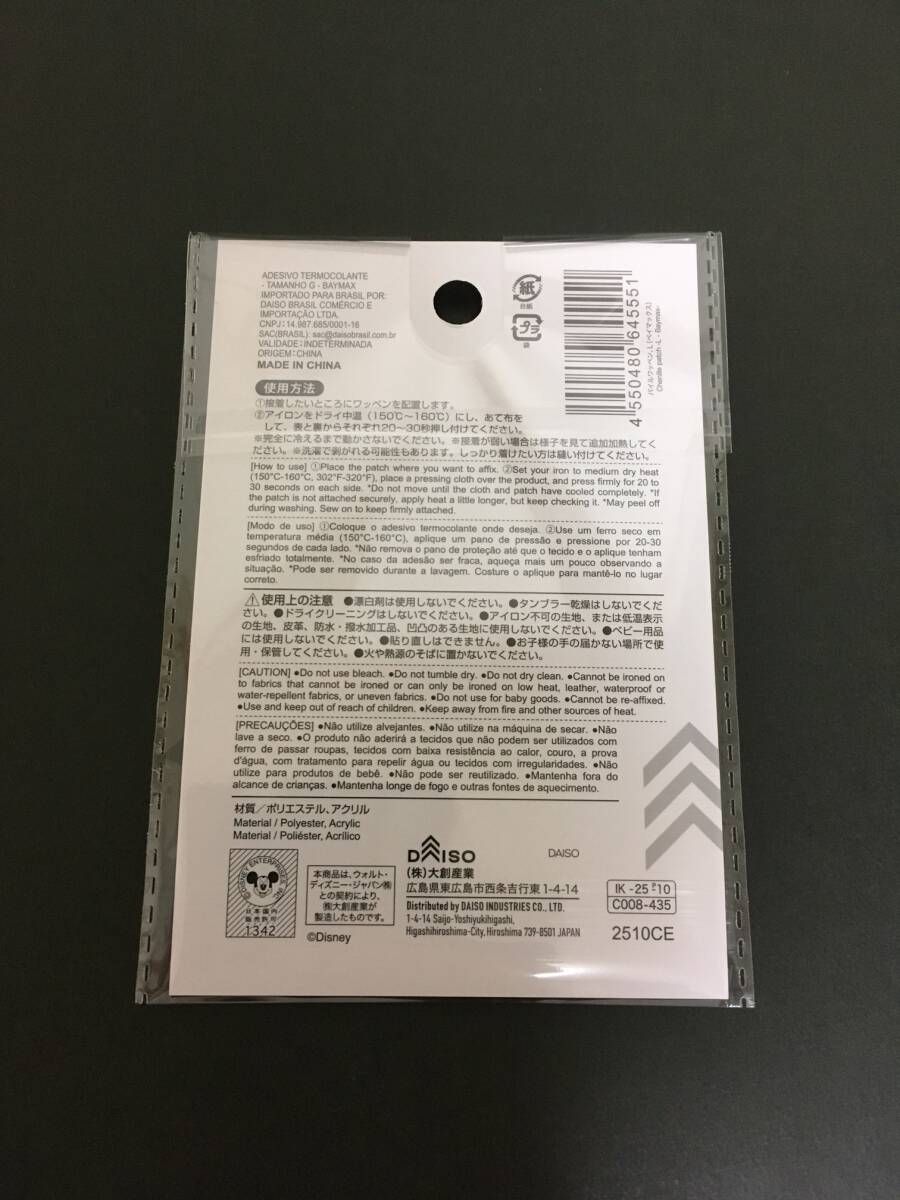 ADESIVO TERMOCOLANTE
- TAMANHO G - BAYMAX
IMPORTADO PARA BRASIL POR:
DAISO BRASIL COMÉRCIO E
IMPORTAÇÃO LTDA.
CNPJ:14.987.685/0001-16
SAC(BRASIL): sac@daisobrasil.com.br
VALIDADE:INDETERMINADA
ORIGEM:CHINA
MADE IN CHINA
紙
台紙
プラ
袋
4 550480 645551
パイルワッペン、L(ベイマックス)
Chenille patch -L - Baymax-
使用方法
①接着したいところにワッペンを配置します。
②アイロンをドライ中温(150℃~160℃)にし、あて布を
して、表と裏からそれぞれ20~30秒押し付けてください。
※完全に冷えるまで動かさないでください。※接着が弱い場合は様子を見て追加加熱してく
ださい。※洗濯で剥がれる可能性もあります。しっかり着けたい方は縫い付けてください。
[How to use] ①Place the patch where you want to affix. ②Set your iron to medium dry heat
(150°C-160°C, 302°F-320°F), place a pressing cloth over the product, and press firmly for 20 to
30 seconds on each side. *Do not move until the cloth and patch have cooled completely. *If
the patch is not attached securely, apply heat a little longer, but keep checking it. *May peel off
during washing. Sew on to keep firmly attached.
[Modo de uso] ①Coloque o adesivo termocolante onde deseja. ②Use um ferro seco em
temperatura média (150°C-160°C), aplique um pano de pressão e pressione por 20-30
segundos de cada lado. *Não remova o pano de proteção até que o tecido e o aplique tenham
esfriado totalmente. *No caso da adesão ser fraca, aqueça mais um pouco observando a
situação. *Pode ser removido durante a lavagem. Costure o aplique para mantê-lo no lugar
correto.
⚠使用上の注意 ●漂白剤は使用しないでください。●タンブラー乾燥はしないでくだ
さい。●ドライクリーニングはしないでください。●アイロン不可の生地、または低温表示
の生地、皮革、防水・撥水加工品、凹凸のある生地に使用しないでください。●ベビー用品
には使用しないでください。●貼り直しはできません。●お子様の手の届かない場所で使
用・保管してください。●火や熱源のそばに置かないでください。
[CAUTION] ●Do not use bleach. ●Do not tumble dry. ●Do not dry clean. ●Cannot be ironed on
to fabrics that cannot be ironed or can only be ironed on low heat, leather, waterproof or
water-repellent fabrics, or uneven fabrics. ●Do not use for baby goods. ●Cannot be re-affixed.
●Use and keep out of reach of children. ●Keep away from fire and other sources of heat.
[PRECAUÇÕES] ●Não utilize alvejantes. ●Não utilize na máquina de secar. ●Não
lave a seco. ●O produto não aderirá a tecidos que não podem ser utilizados com
ferro de passar roupas, tecidos com baixa resistência ao calor, couro, a prova
d'água, com tratamento para repelir água ou tecidos com irregularidades. ●Não
utilize para produtos de bebê. ●Não pode ser reutilizado. ●Mantenha fora do
alcance de crianças. ●Mantenha longe de fogo e outras fontes de aquecimento.
材質/ポリエステル、アクリル
Material / Polyester, Acrylic
Material / Poliéster, Acrílico
©DISNEY ENTERPRISES, INC.
日本国内
販売許可
1342
本商品は、ウォルト・
ディズニー・ジャパン㈱
との契約により、
㈱大創産業が
製造したものです。
©Disney
DAISO
DAISO
(株)大創産業
広島県東広島市西条吉行東1-4-14
Distributed by DAISO INDUSTRIES CO., LTD.
1-4-14 Saijo-Yoshiyukihigashi,
Higashihiroshima-City, Hiroshima 739-8501 JAPAN
IK -25 P10
C008-435
2510CE